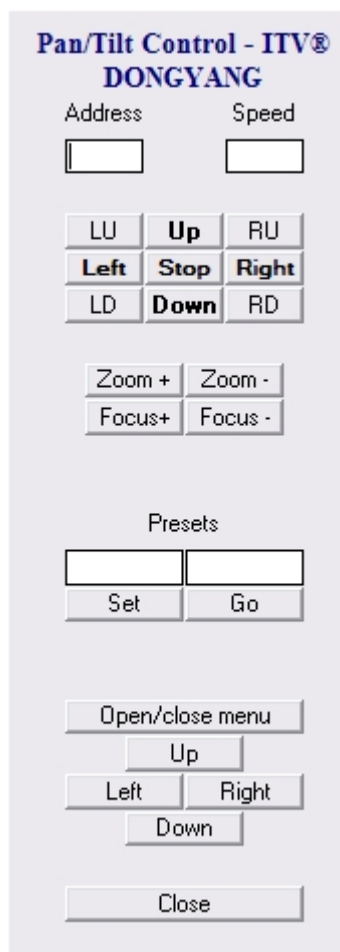 Pan/Tilt Control - ITV®
DONGYANG
Address Speed
LU Up RU
Left Stop Right
LD Down RD
Zoom + Zoom -
Focus+ Focus -
Presets
Set Go
Open/close menu
Up
Left Right
Down
Close